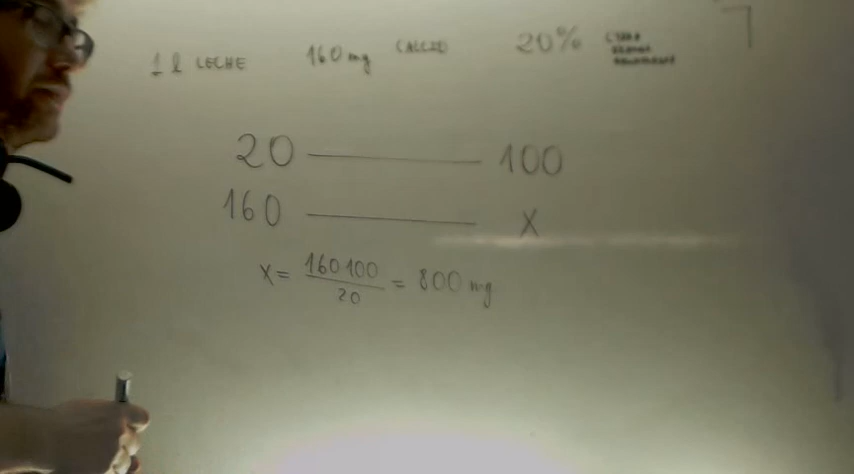 1 l LECHE 160 mg CALCIO 20%
20 — 100
160 — X
X = 160 100 / 20 = 800 mg